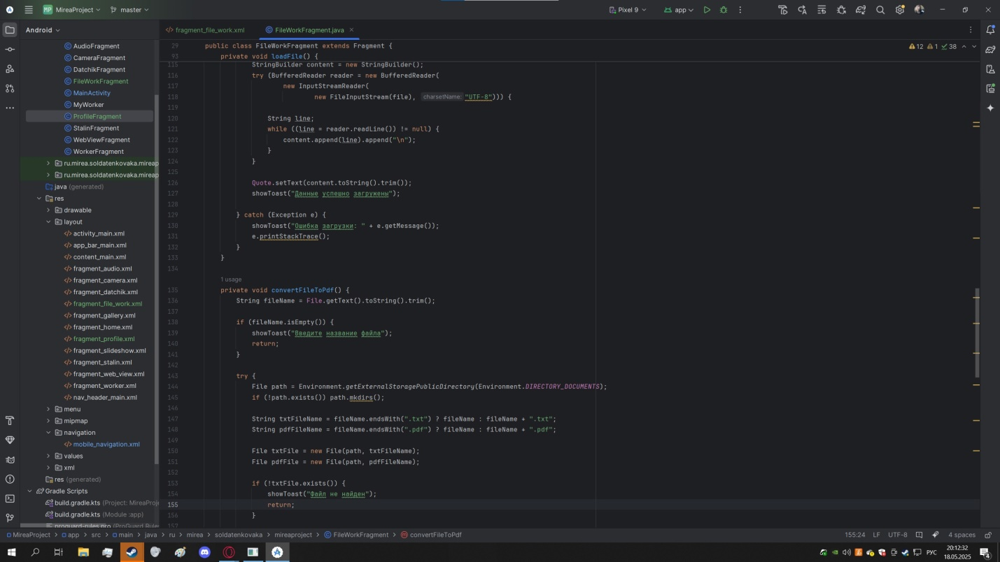 MP MireaProject
master
Pixel 9
app
Android
fragment_file_work.xml
FileWorkFragment.java
AudioFragment
CameraFragment
DatchikFragment
FileWorkFragment
MainActivity
MyWorker
ProfileFragment
StalinFragment
WebViewFragment
WorkerFragment
ru.mirea.soldatenkovaka.mireap
ru.mirea.soldatenkovaka.mireap
java (generated)
res
drawable
layout
activity_main.xml
app_bar_main.xml
content_main.xml
fragment_audio.xml
fragment_camera.xml
fragment_datchik.xml
fragment_file_work.xml
fragment_gallery.xml
fragment_home.xml
fragment_profile.xml
fragment_slideshow.xml
fragment_stalin.xml
fragment_web_view.xml
fragment_worker.xml
nav_header_main.xml
menu
mipmap
navigation
mobile_navigation.xml
values
xml
res (generated)
Gradle Scripts
build.gradle.kts (Project: MireaProje
build.gradle.kts (Module :app)
proguard-rules.pro (ProGuard Rules
12 1 38
29 public class FileWorkFragment extends Fragment {
93 private void loadFile() {
115 StringBuilder content = new StringBuilder();
116 try (BufferedReader reader = new BufferedReader(
117 new InputStreamReader(
118 new FileInputStream(file), charsetName: "UTF-8"))) {
119
120 String line;
121 while ((line = reader.readLine()) != null) {
122 content.append(line).append("\n");
123 }
124 }
125
126 Quote.setText(content.toString().trim());
127 showToast("Данные успешно загружены");
128
129 } catch (Exception e) {
130 showToast("Ошибка загрузки: " + e.getMessage());
131 e.printStackTrace();
132 }
133 }
134
1 usage
135 private void convertFileToPdf() {
136 String fileName = File.getText().toString().trim();
137
138 if (fileName.isEmpty()) {
139 showToast("Введите название файла");
140 return;
141 }
142
143 try {
144 File path = Environment.getExternalStoragePublicDirectory(Environment.DIRECTORY_DOCUMENTS);
145 if (!path.exists()) path.mkdirs();
146
147 String txtFileName = fileName.endsWith(".txt") ? fileName : fileName + ".txt";
148 String pdfFileName = fileName.endsWith(".pdf") ? fileName : fileName + ".pdf";
149
150 File txtFile = new File(path, txtFileName);
151 File pdfFile = new File(path, pdfFileName);
152
153 if (!txtFile.exists()) {
154 showToast("Файл не найден");
155 return;
156 }
157
MireaProject app src main java ru mirea soldatenkovaka mireaproject FileWorkFragment convertFileToPdf
155:24 LF UTF-8 4 spaces
РУС
20:12:32
18.05.2025
4